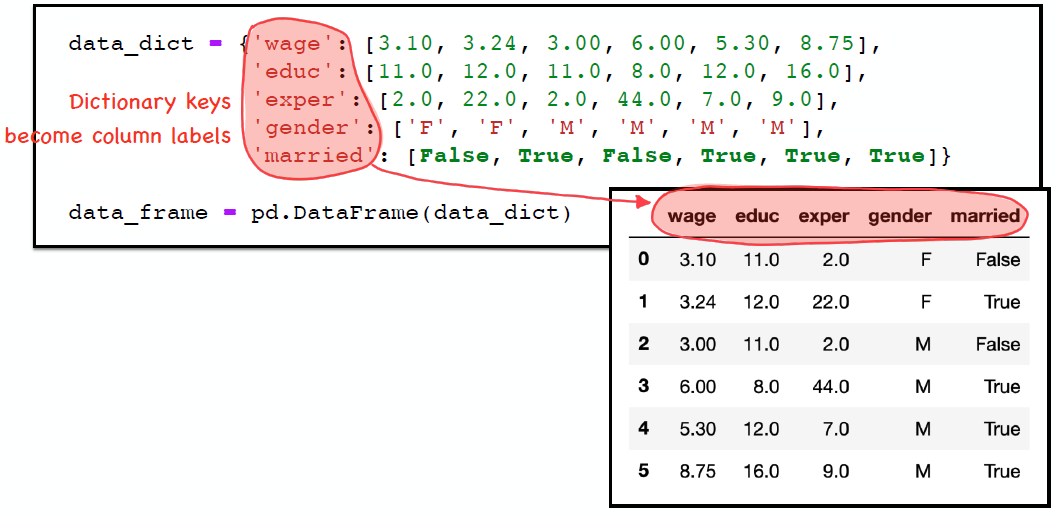 data_dict = {'wage': [3.10, 3.24, 3.00, 6.00, 5.30, 8.75],
'educ': [11.0, 12.0, 11.0, 8.0, 12.0, 16.0],
Dictionary keys
'exper': [2.0, 22.0, 2.0, 44.0, 7.0, 9.0],
become column labels
'gender': ['F', 'F', 'M', 'M', 'M', 'M'],
'married': [False, True, False, True, True, True]}
data_frame = pd.DataFrame(data_dict)
wage educ exper gender married
0 3.10 11.0 2.0 F False
1 3.24 12.0 22.0 F True
2 3.00 11.0 2.0 M False
3 6.00 8.0 44.0 M True
4 5.30 12.0 7.0 M True
5 8.75 16.0 9.0 M True